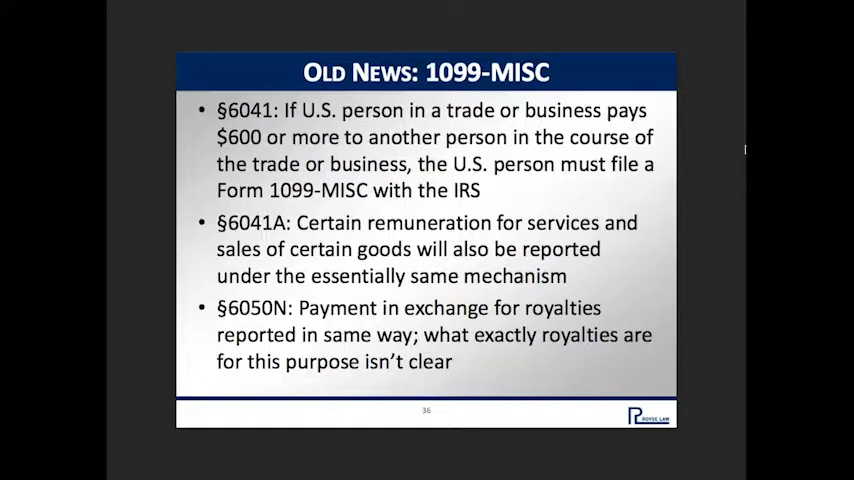 OLD NEWS: 1099-MISC
• §6041: If U.S. person in a trade or business pays
$600 or more to another person in the course of
the trade or business, the U.S. person must file a
Form 1099-MISC with the IRS
• §6041A: Certain remuneration for services and
sales of certain goods will also be reported
under the essentially same mechanism
• §6050N: Payment in exchange for royalties
reported in same way; what exactly royalties are
for this purpose isn't clear
36
ROYSE LAW